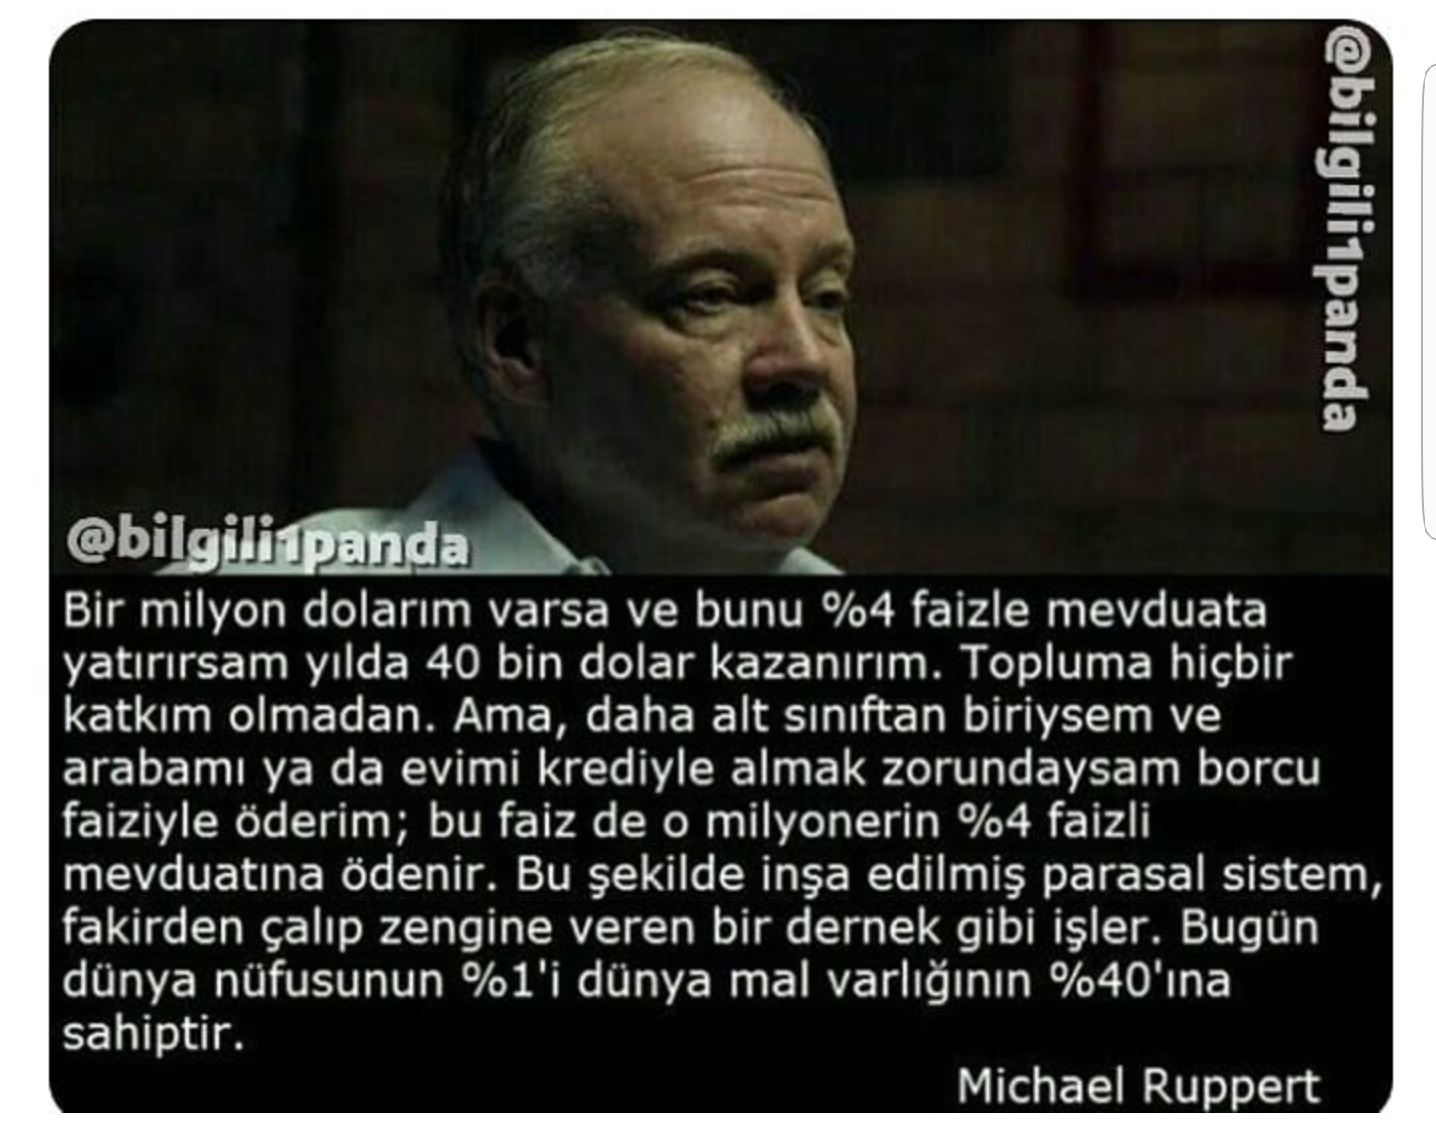 @bilgili1panda
@bilgili1panda
Bir milyon dolarım varsa ve bunu %4 faizle mevduata
yatırırsam yılda 40 bin dolar kazanırım. Topluma hiçbir
katkım olmadan. Ama, daha alt sınıftan biriysem ve
arabamı ya da evimi krediyle almak zorundaysam borcu
faiziyle öderim; bu faiz de o milyonerin %4 faizli
mevduatına ödenir. Bu şekilde inşa edilmiş parasal sistem,
fakirden çalıp zengine veren bir dernek gibi işler. Bugün
dünya nüfusunun %1'i dünya mal varlığının %40'ına
sahiptir.
Michael Ruppert